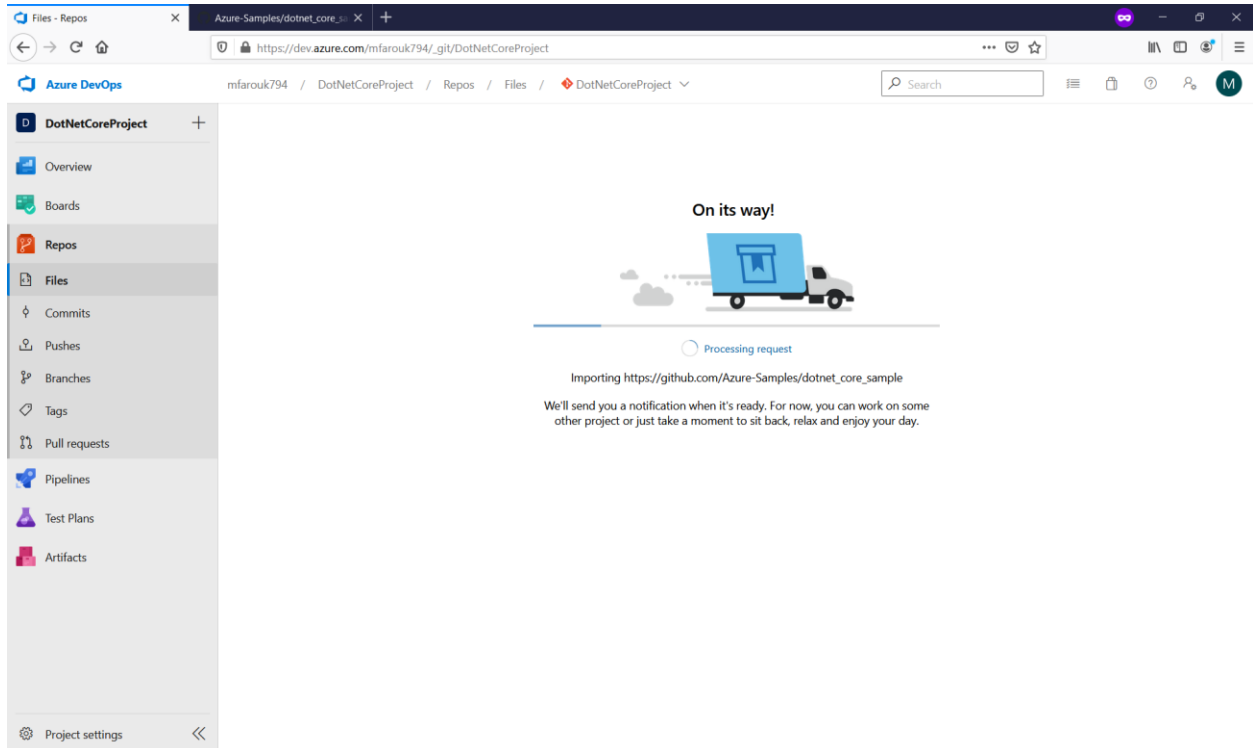 Files - Repos
Azure-Samples/dotnet_core_sa
https://dev.azure.com/mfarouk794/_git/DotNetCoreProject
Azure DevOps
mfarouk794 / DotNetCoreProject / Repos / Files / DotNetCoreProject
Search
M
D DotNetCoreProject
Overview
Boards
Repos
Files
Commits
Pushes
Branches
Tags
Pull requests
Pipelines
Test Plans
Artifacts
Project settings
On its way!
Processing request
Importing https://github.com/Azure-Samples/dotnet_core_sample
We'll send you a notification when it's ready. For now, you can work on some
other project or just take a moment to sit back, relax and enjoy your day.